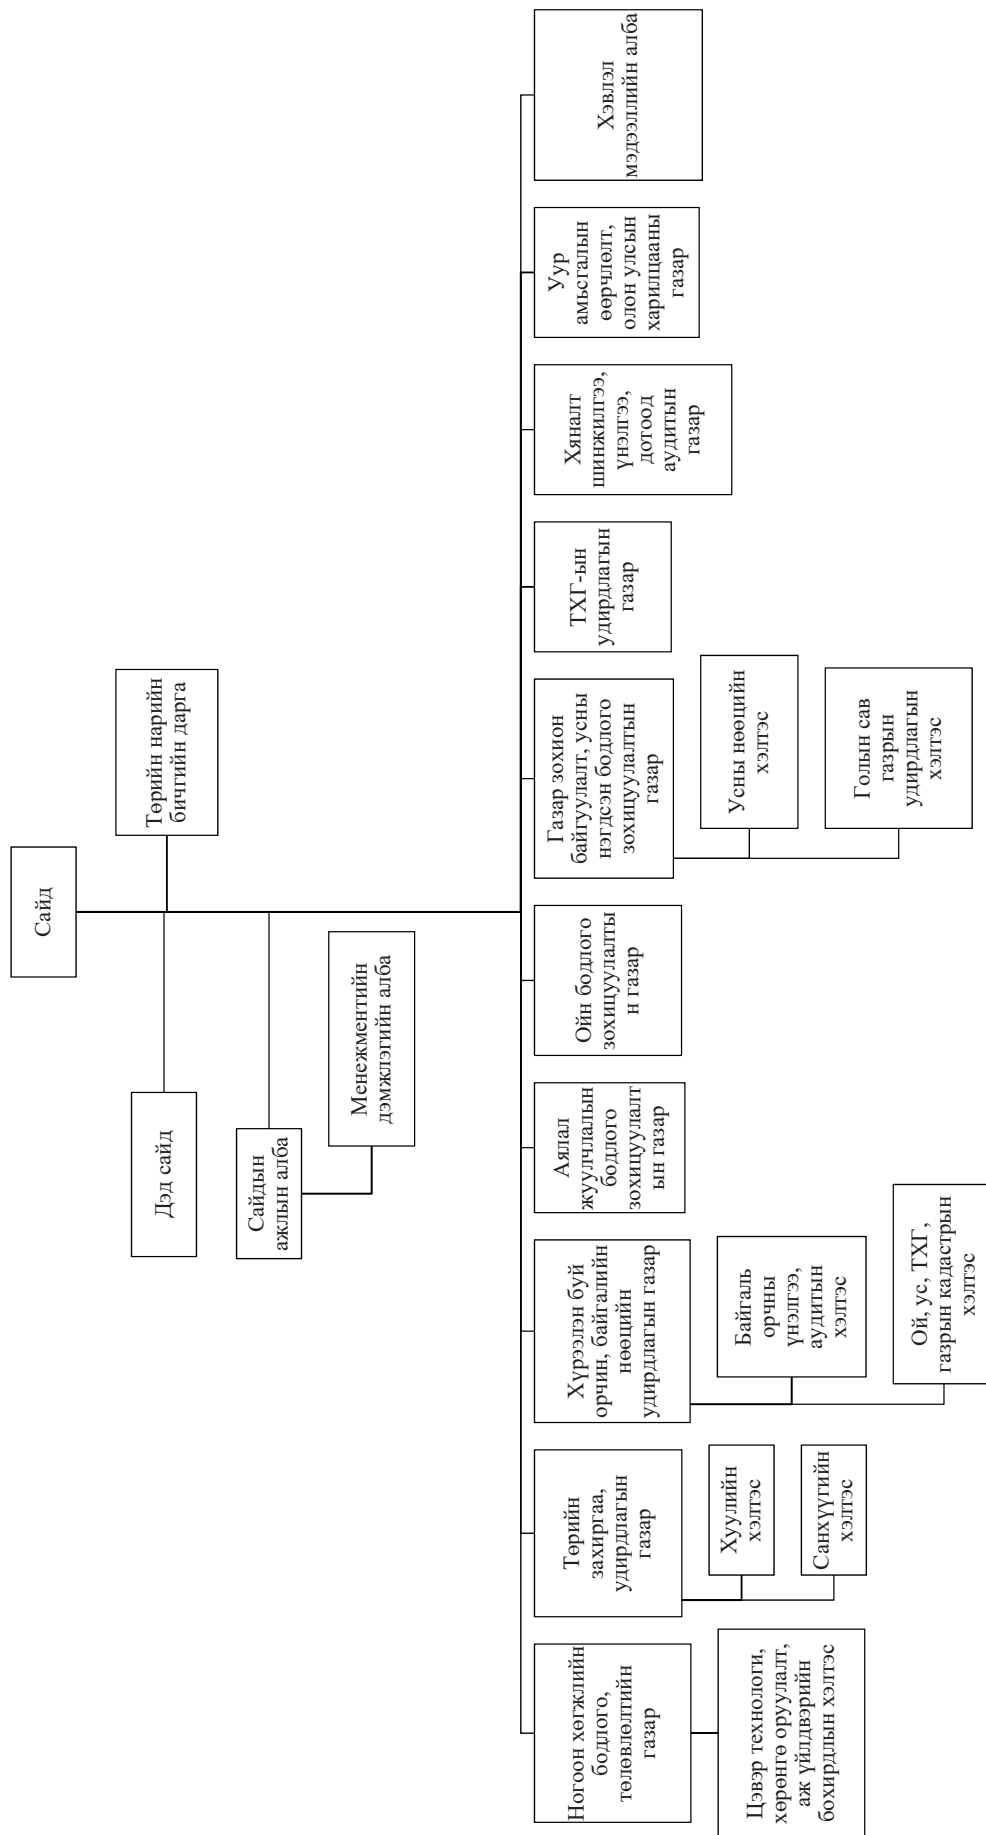 Сайд
Төрийн нарийн
бичгийн дарга
Дэд сайд
Сайдын
ажлын алба
Менежментийн
дэмжлэгийн алба
Ногоон хөгжлийн
бодлого,
төлөвлөлтийн
газар
Цэвэр технологи,
хөрөнгө оруулалт,
аж үйлдвэрийн
бохирдлын хэлтэс
Төрийн
захиргаа,
удирдлагын
газар
Хуулийн
хэлтэс
Санхүүгийн
хэлтэс
Хүрээлэн буй
орчин, байгалийн
нөөцийн
удирдлагын газар
Байгаль
орчны
үнэлгээ,
аудитын
хэлтэс
Ой, ус, ТХГ,
газрын кадастрын
хэлтэс
Аялал
жуулчлалын
бодлого
зохицуулалт
ын газар
Ойн бодлого
зохицуулалты
н газар
Газар зохион
байгуулалт, усны
нэгдсэн бодлого
зохицуулалтын
газар
Усны нөөцийн
хэлтэс
Голын сав
газрын
удирдлагын
хэлтэс
ТХГ-ын
удирдлагын
газар
Хяналт
шинжилгээ,
үнэлгээ,
дотоод
аудитын
газар
Уур
амьсгалын
өөрчлөлт,
олон улсын
харилцааны
газар
Хэвлэл
мэдээллийн алба